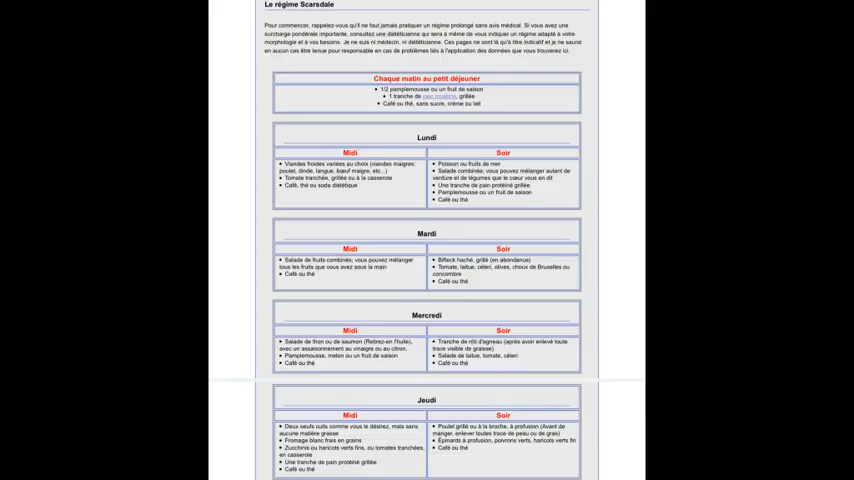 Le régime Scarsdale
Pour commencer, rappelez-vous qu'il ne faut jamais pratiquer un régime prolongé sans avis médical. Si vous avez une
surcharge pondérale importante, consultez une diététicienne qui sera à même de vous indiquer un régime adapté à votre
morphologie et à vos besoins. Je ne suis ni médecin, ni diététicienne. Ces pages ne sont là qu'à titre indicatif et je ne saurai
en aucun cas être tenue pour responsable en cas de problèmes liés à l'application des données que vous trouverez ici.
Chaque matin au petit déjeuner
• 1/2 pamplemousse ou un fruit de saison
• 1 tranche de pain protéiné, grillée
• Café ou thé, sans sucre, crème ou lait
Lundi
Midi
• Viandes froides variées au choix (viandes maigres:
poulet, dinde, langue, bœuf maigre, etc...)
• Tomate tranchée, grillée ou à la casserole
• Café, thé ou soda diététique
Soir
• Poisson ou fruits de mer
• Salade combinée; vous pouvez mélanger autant de
verdure et de légumes que le cœur vous en dit
• Une tranche de pain protéiné grillée
• Pamplemousse ou un fruit de saison
• Café ou thé
Mardi
Midi
• Salade de fruits combinés; vous pouvez mélanger
tous les fruits que vous avez sous la main
• Café ou thé
Soir
• Bifteck haché, grillé (en abondance)
• Tomate, laitue, céleri, olives, choux de Bruxelles ou
concombre
• Café ou thé
Mercredi
Midi
• Salade de thon ou de saumon (Retirez-en l'huile),
avec un assaisonnement au vinaigre ou au citron.
• Pamplemousse, melon ou un fruit de saison
• Café ou thé
Soir
• Tranche de rôti d'agneau (après avoir enlevé toute
trace visible de graisse)
• Salade de laitue, tomate, céleri
• Café ou thé
Jeudi
Midi
• Deux oeufs cuits comme vous le désirez, mais sans
aucune matière grasse
• Fromage blanc frais en grains
• Zucchinis ou haricots verts fins, ou tomates tranchées,
en casserole
• Une tranche de pain protéiné grillée
• Café ou thé
Soir
• Poulet grillé ou à la broche, à profusion (Avant de
manger, enlever toutes trace de peau ou de gras)
• Épinards à profusion, poivrons verts, haricots verts fin
• Café ou thé